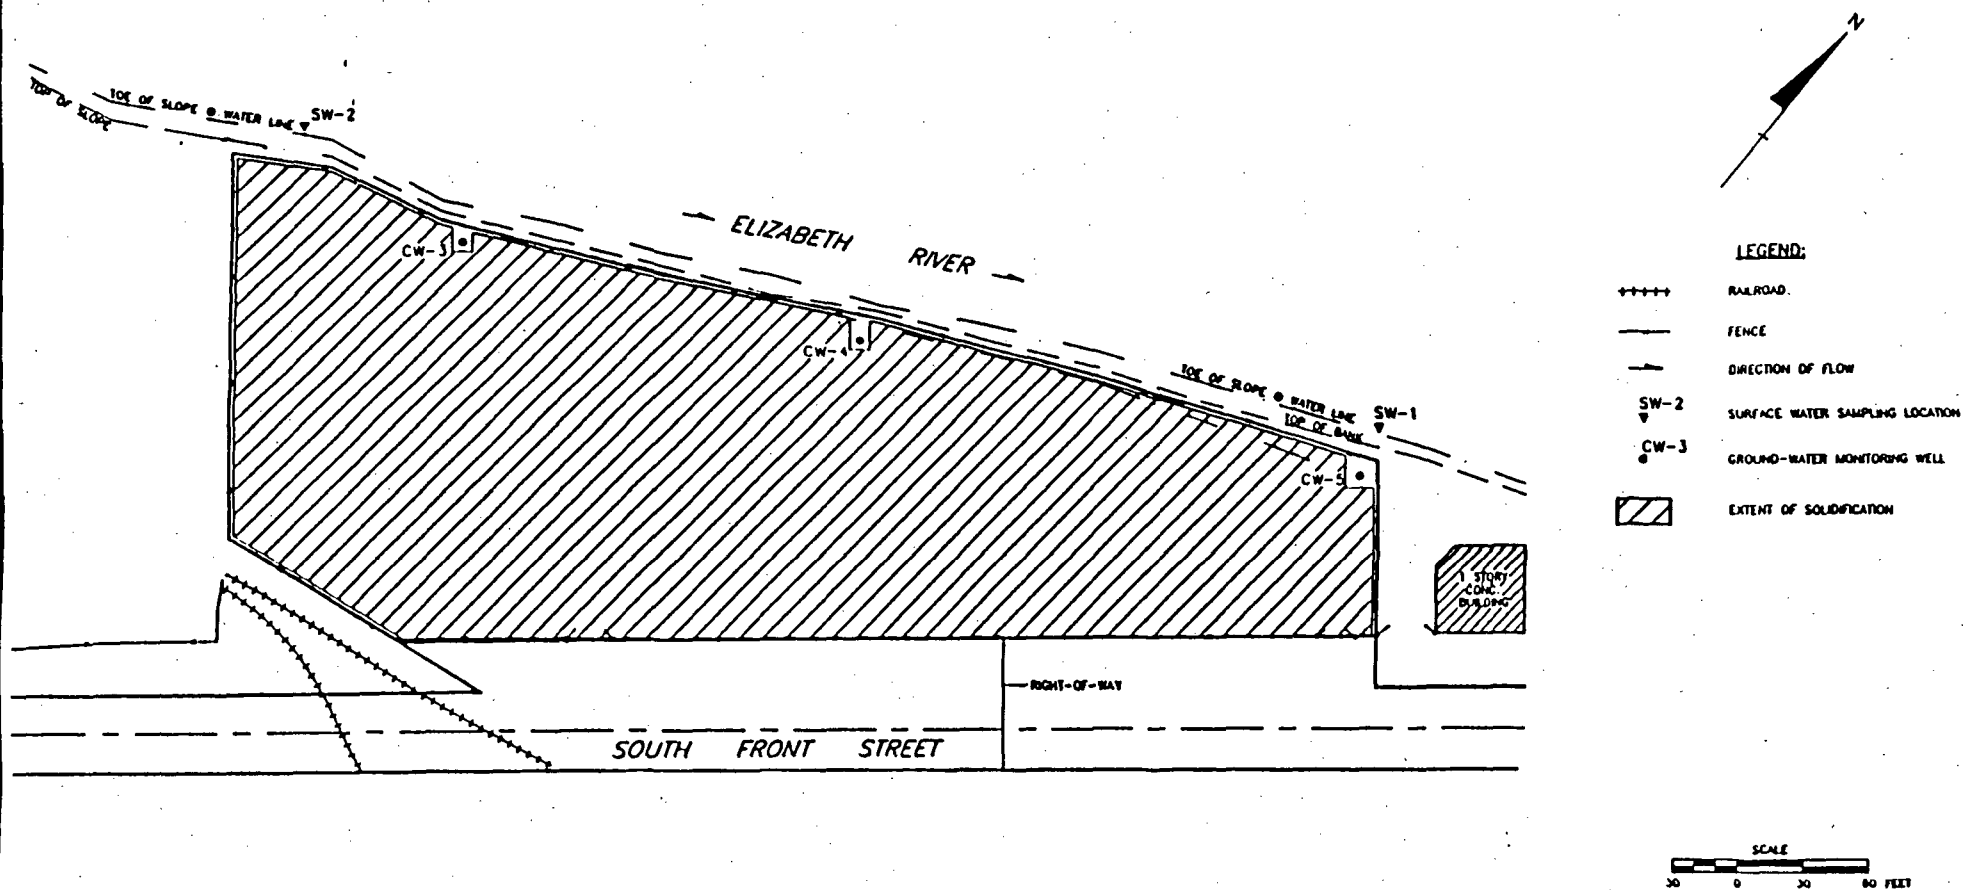 N
TOP OF SLOPE
TOE OF SLOPE
WATER LINE
SW-2
ELIZABETH RIVER
CW-3
CW-4
TOE OF SLOPE
WATER LINE
TOP OF BANK
SW-1
CW-5
1 STORY
CONC.
BUILDING
RIGHT-OF-WAY
SOUTH FRONT STREET
LEGEND:
RAILROAD.
FENCE
DIRECTION OF FLOW
SW-2
SURFACE WATER SAMPLING LOCATION
CW-3
GROUND-WATER MONITORING WELL
EXTENT OF SOLIDIFICATION
SCALE
30 0 30 60 FEET